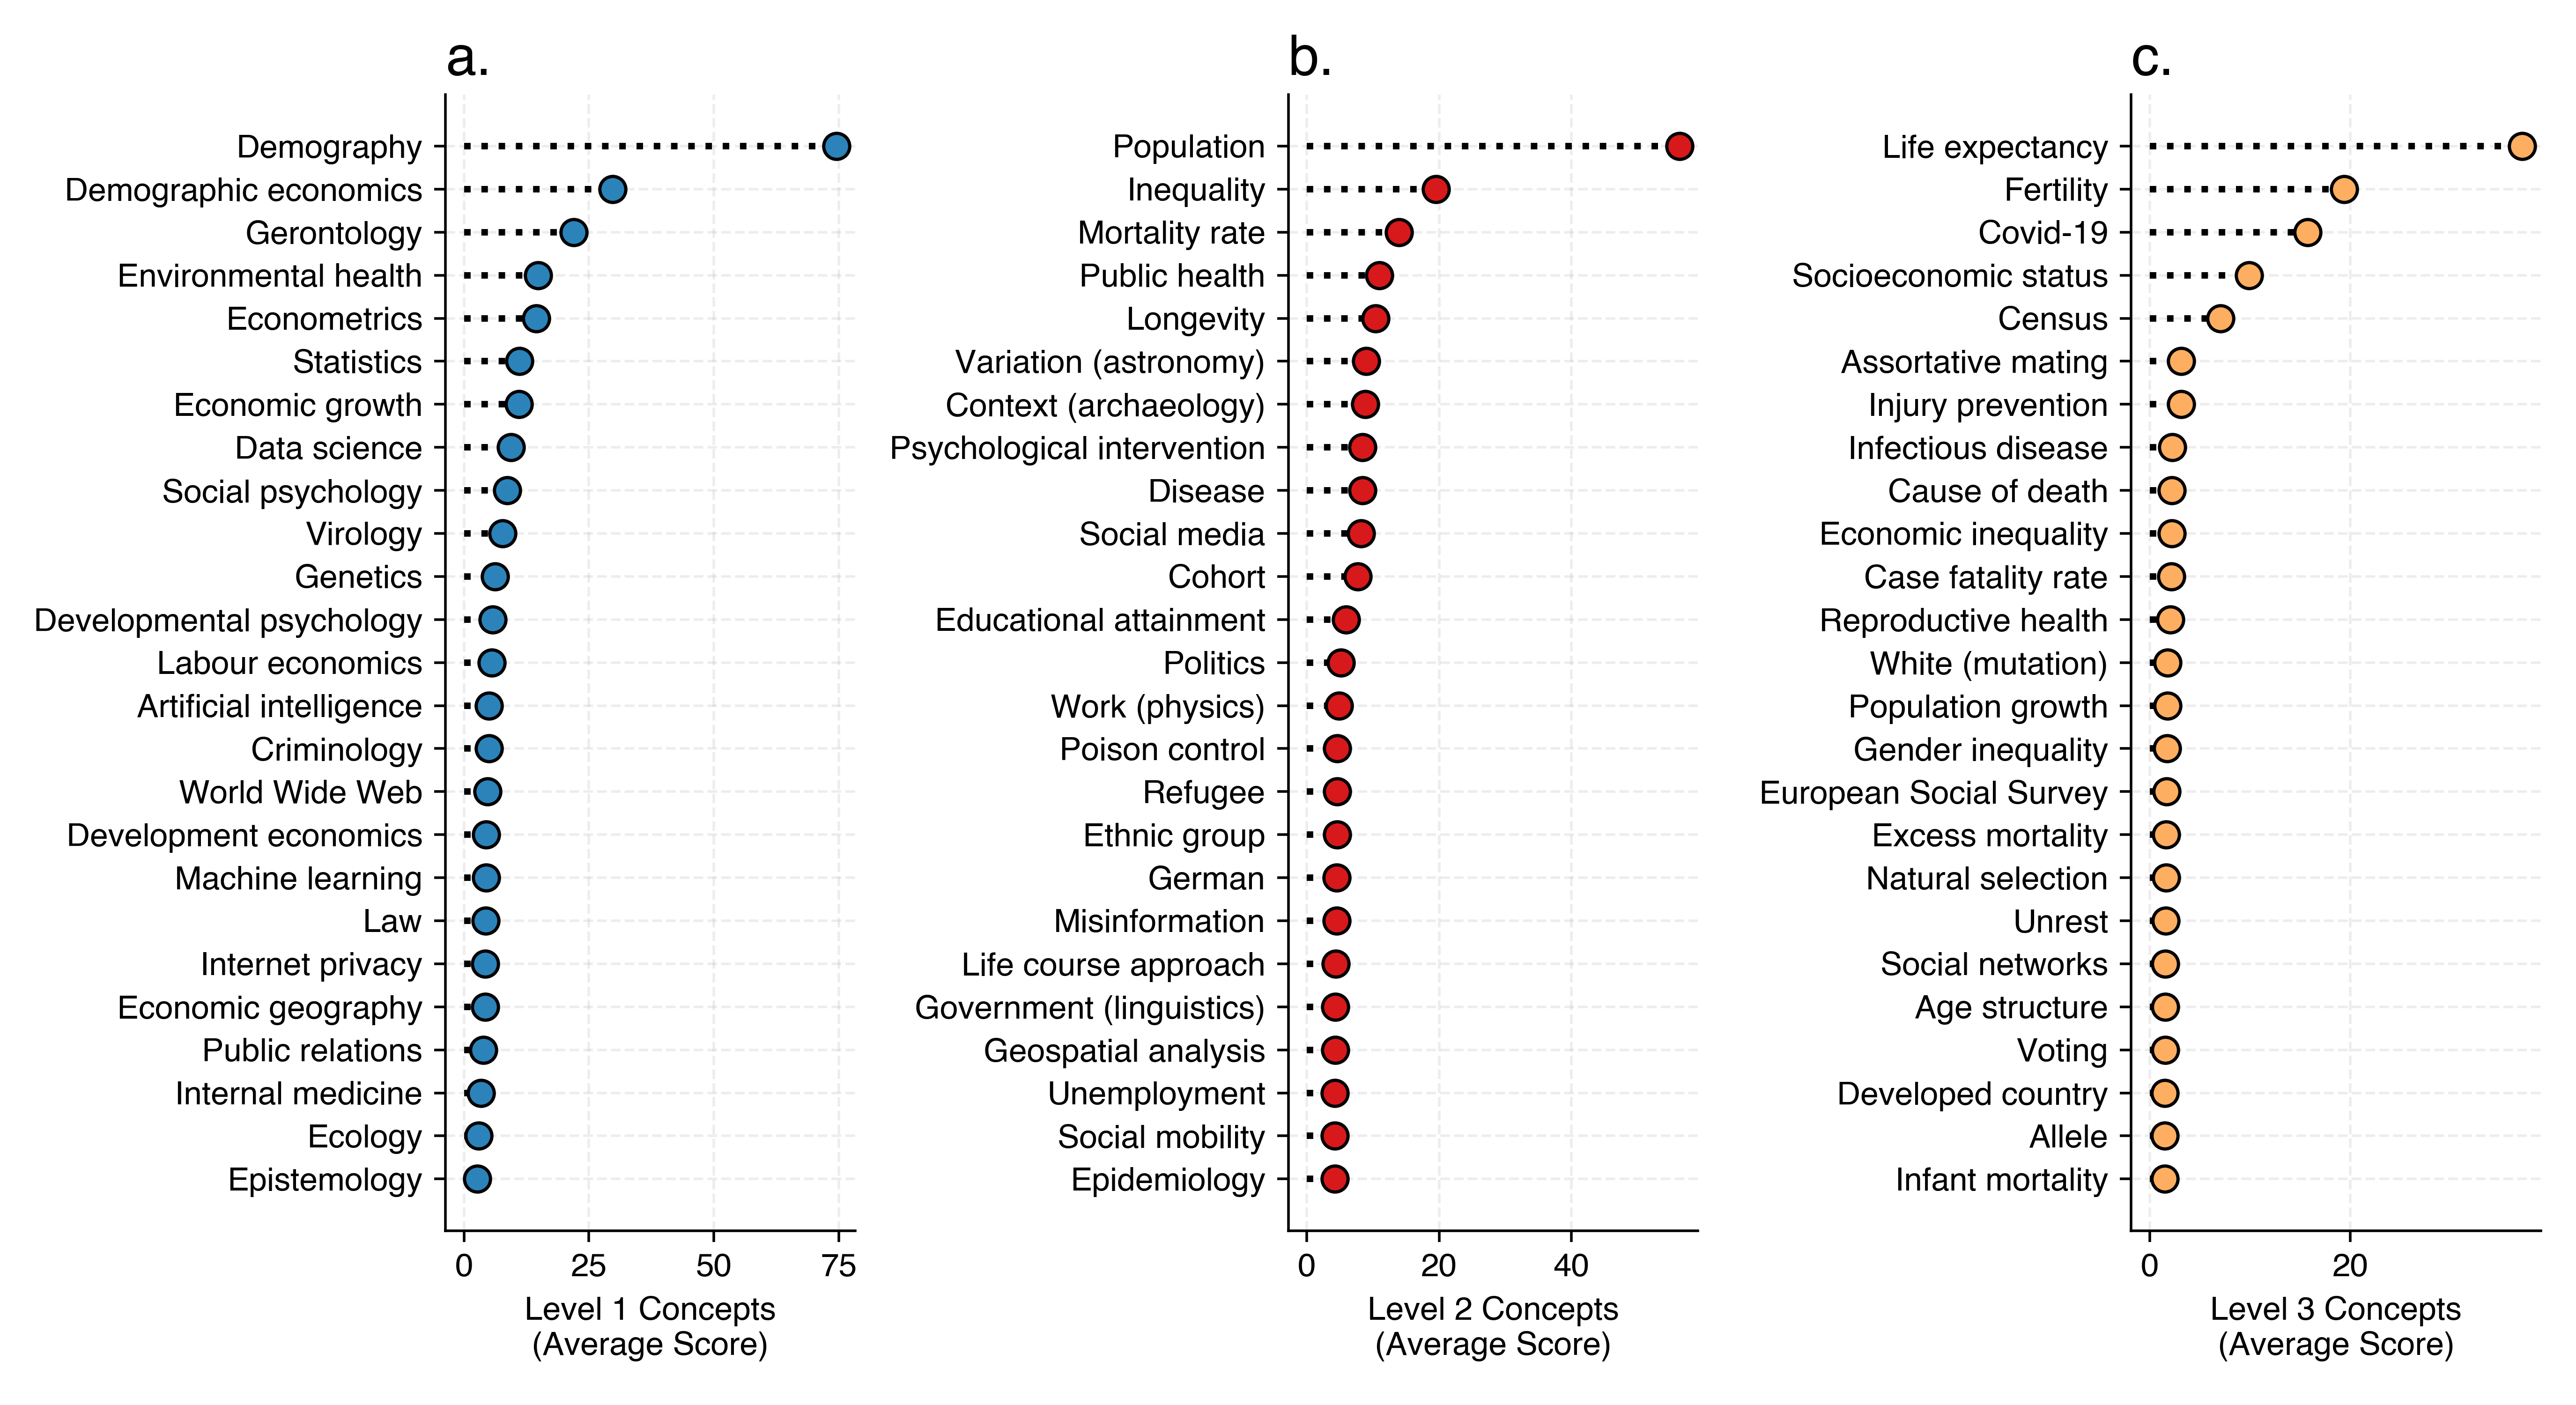 a.
Demography
Demographic economics
Gerontology
Environmental health
Econometrics
Statistics
Economic growth
Data science
Social psychology
Virology
Genetics
Developmental psychology
Labour economics
Artificial intelligence
Criminology
World Wide Web
Development economics
Machine learning
Law
Internet privacy
Economic geography
Public relations
Internal medicine
Ecology
Epistemology
0 25 50 75
Level 1 Concepts
(Average Score)
b.
Population
Inequality
Mortality rate
Public health
Longevity
Variation (astronomy)
Context (archaeology)
Psychological intervention
Disease
Social media
Cohort
Educational attainment
Politics
Work (physics)
Poison control
Refugee
Ethnic group
German
Misinformation
Life course approach
Government (linguistics)
Geospatial analysis
Unemployment
Social mobility
Epidemiology
0 20 40
Level 2 Concepts
(Average Score)
c.
Life expectancy
Fertility
Covid-19
Socioeconomic status
Census
Assortative mating
Injury prevention
Infectious disease
Cause of death
Economic inequality
Case fatality rate
Reproductive health
White (mutation)
Population growth
Gender inequality
European Social Survey
Excess mortality
Natural selection
Unrest
Social networks
Age structure
Voting
Developed country
Allele
Infant mortality
0 20
Level 3 Concepts
(Average Score)